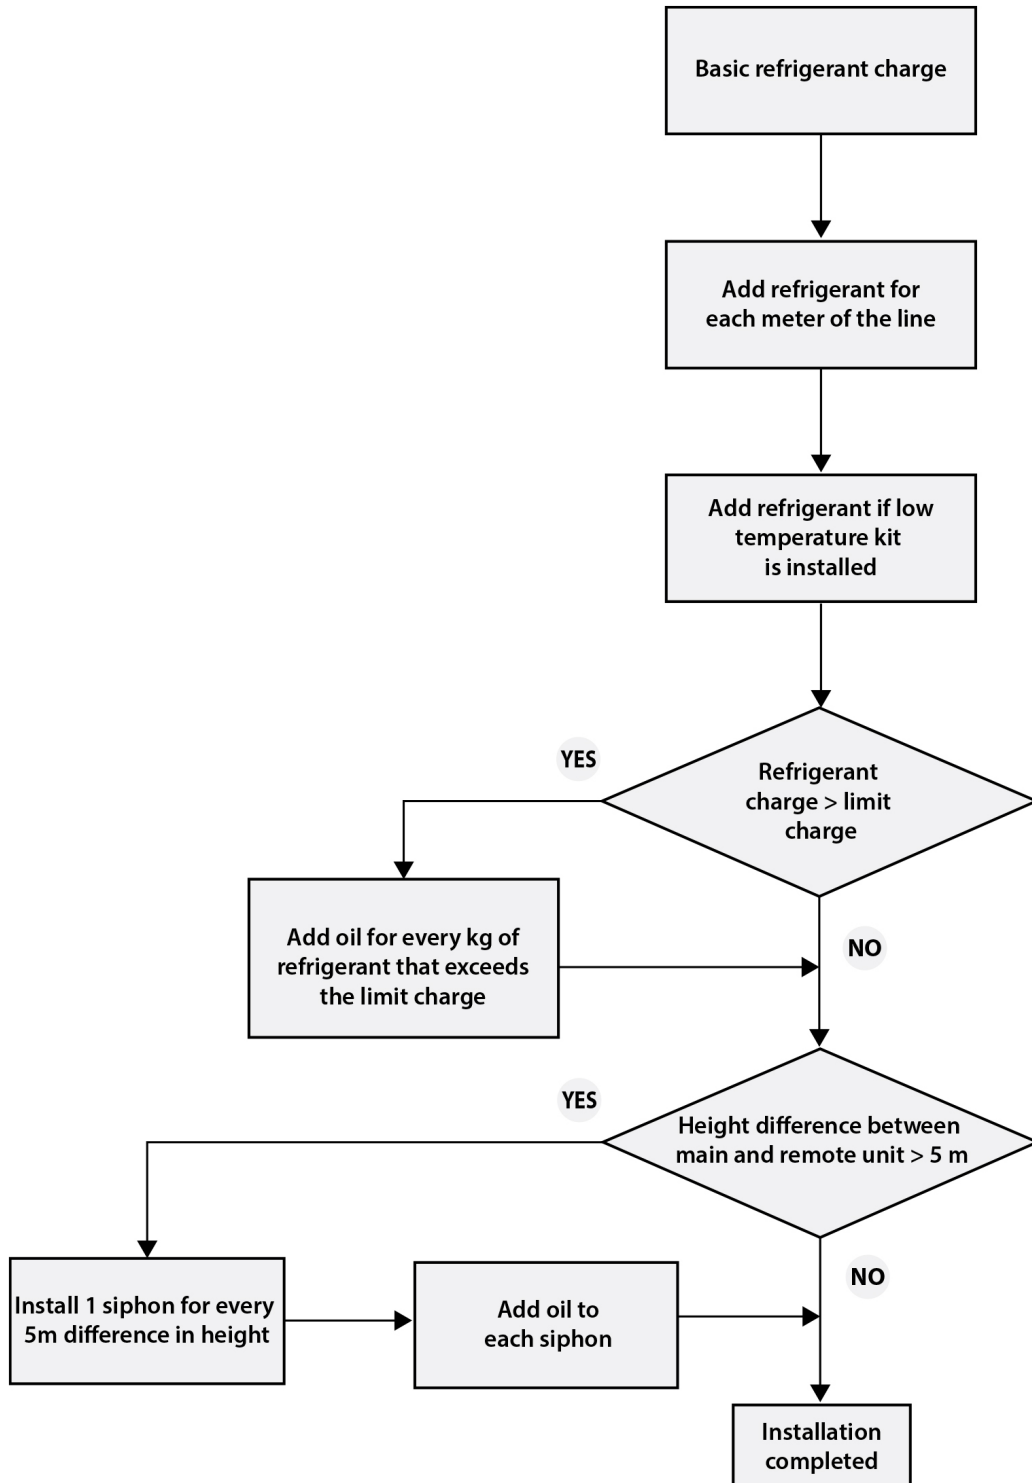 Basic refrigerant charge
Add refrigerant for
each meter of the line
Add refrigerant if low
temperature kit
is installed
YES
Refrigerant
charge > limit
charge
Add oil for every kg of
refrigerant that exceeds
the limit charge
NO
YES
Height difference between
main and remote unit > 5 m
Install 1 siphon for every
5m difference in height
Add oil to
each siphon
NO
Installation
completed